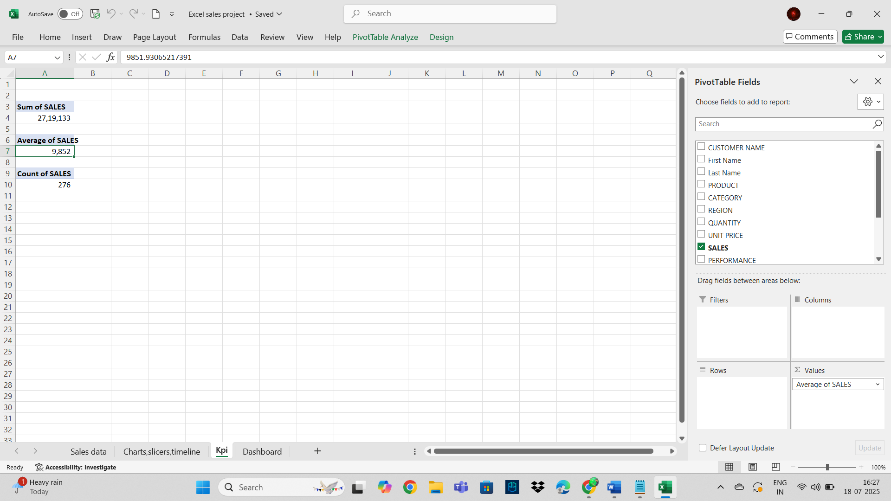 AutoSave Off Excel sales project • Saved Search
File Home Insert Draw Page Layout Formulas Data Review View Help PivotTable Analyze Design Comments Share
A7 fx 9851.93065217391
A B C D E F G H I J K L M N O P Q
1
2
3 Sum of SALES
4 27,19,133
5
6 Average of SALES
7 9,852
8
9 Count of SALES
10 276
11
12
13
14
15
16
17
18
19
20
21
22
23
24
25
26
27
28
29
30
31
32
33
PivotTable Fields
Choose fields to add to report:
Search
CUSTOMER NAME
First Name
Last Name
PRODUCT
CATEGORY
REGION
QUANTITY
UNIT PRICE
SALES
PERFORMANCE
Drag fields between areas below:
Filters Columns
Rows Σ Values
Average of SALES
Defer Layout Update Update
Sales data Charts,slicers,timeline Kpi Dashboard +
Ready Accessibility: Investigate 100%
1 Heavy rain
Today
Search
ENG
IN
16:27
18-07-2025